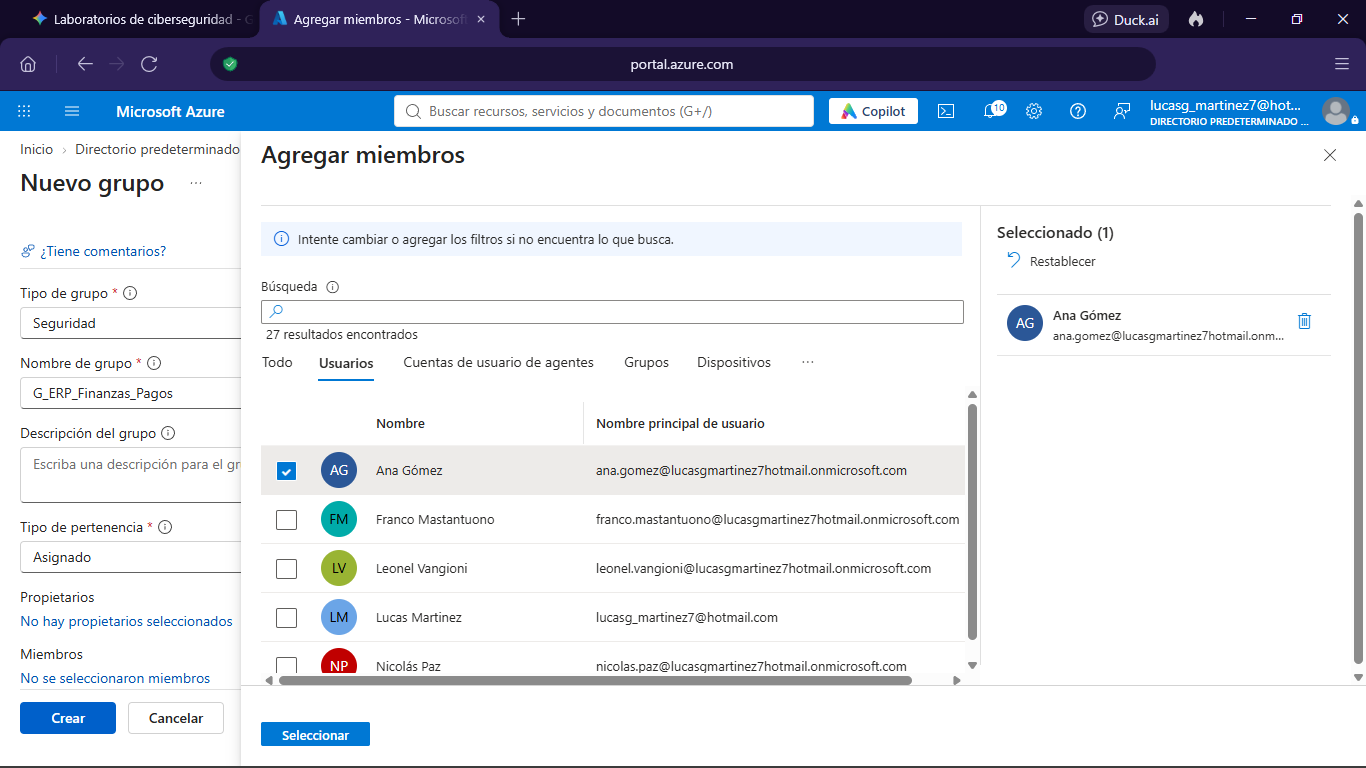 Laboratorios de ciberseguridad - G
Agregar miembros - Microsoft
Duck.ai
portal.azure.com
Microsoft Azure
Buscar recursos, servicios y documentos (G+/)
Copilot
10
lucasg_martinez7@hot...
DIRECTORIO PREDETERMINADO ...
Inicio
Directorio predeterminado
Nuevo grupo
...
¿Tiene comentarios?
Tipo de grupo *
Seguridad
Nombre de grupo *
G_ERP_Finanzas_Pagos
Descripción del grupo
Escriba una descripción para el gr
Tipo de pertenencia *
Asignado
Propietarios
No hay propietarios seleccionados
Miembros
No se seleccionaron miembros
Crear
Cancelar
Agregar miembros
Intente cambiar o agregar los filtros si no encuentra lo que busca.
Búsqueda
27 resultados encontrados
Todo
Usuarios
Cuentas de usuario de agentes
Grupos
Dispositivos
...
Nombre
Nombre principal de usuario
AG
Ana Gómez
ana.gomez@lucasgmartinez7hotmail.onmicrosoft.com
FM
Franco Mastantuono
franco.mastantuono@lucasgmartinez7hotmail.onmicrosoft.com
LV
Leonel Vangioni
leonel.vangioni@lucasgmartinez7hotmail.onmicrosoft.com
LM
Lucas Martinez
lucasg_martinez7@hotmail.com
NP
Nicolás Paz
nicolas.paz@lucasgmartinez7hotmail.onmicrosoft.com
Seleccionar
Seleccionado (1)
Restablecer
AG
Ana Gómez
ana.gomez@lucasgmartinez7hotmail.onm...